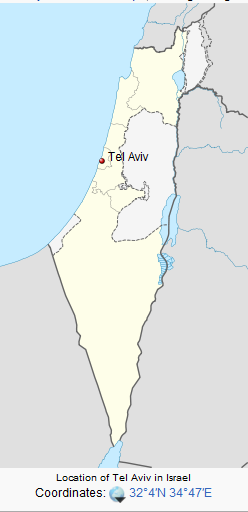 Tel Aviv
Location of Tel Aviv in Israel
Coordinates: 32°4′N 34°47′E